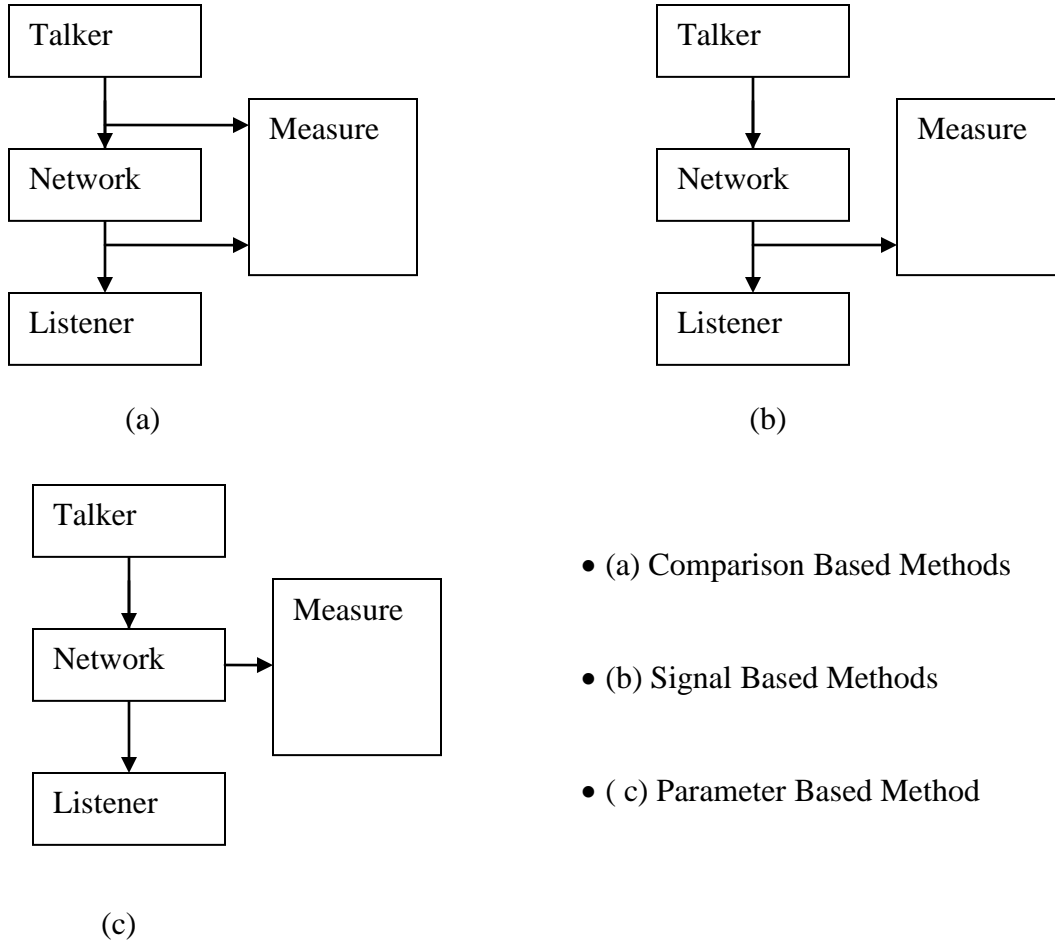 Talker
Measure
Network
Listener
(a)
Talker
Measure
Network
Listener
(b)
Talker
Measure
Network
Listener
(c)
• (a) Comparison Based Methods
• (b) Signal Based Methods
• ( c) Parameter Based Method